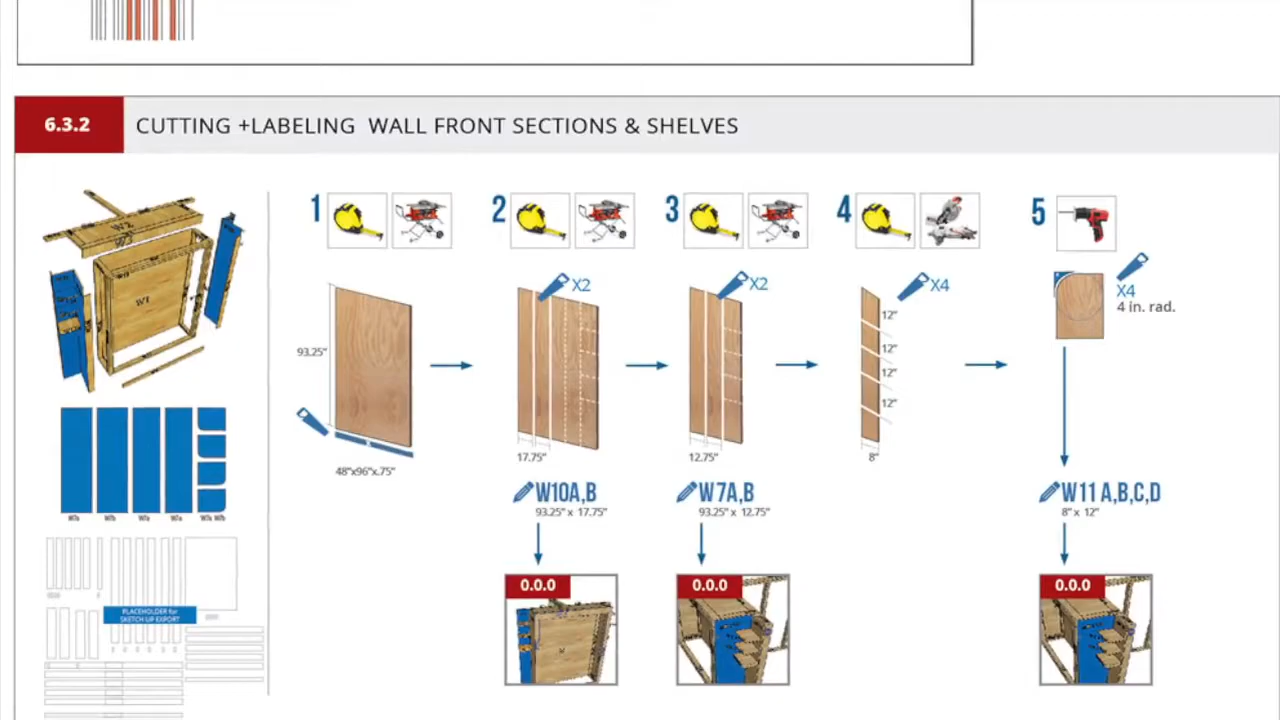 6.3.2
CUTTING +LABELING  WALL FRONT SECTIONS & SHELVES
1
2
3
4
5
X2
X2
X4
X4
4 in. rad.
93.25"
12"
12"
12"
12"
48"x96"x.75"
17.75"
12.75"
8"
W10A,B
93.25" x 17.75"
W7A,B
93.25" x 12.75"
W11 A,B,C,D
8" x 12"
0.0.0
0.0.0
0.0.0
W2
W1
PLACEHOLDER for
SKETCH UP EXPORT